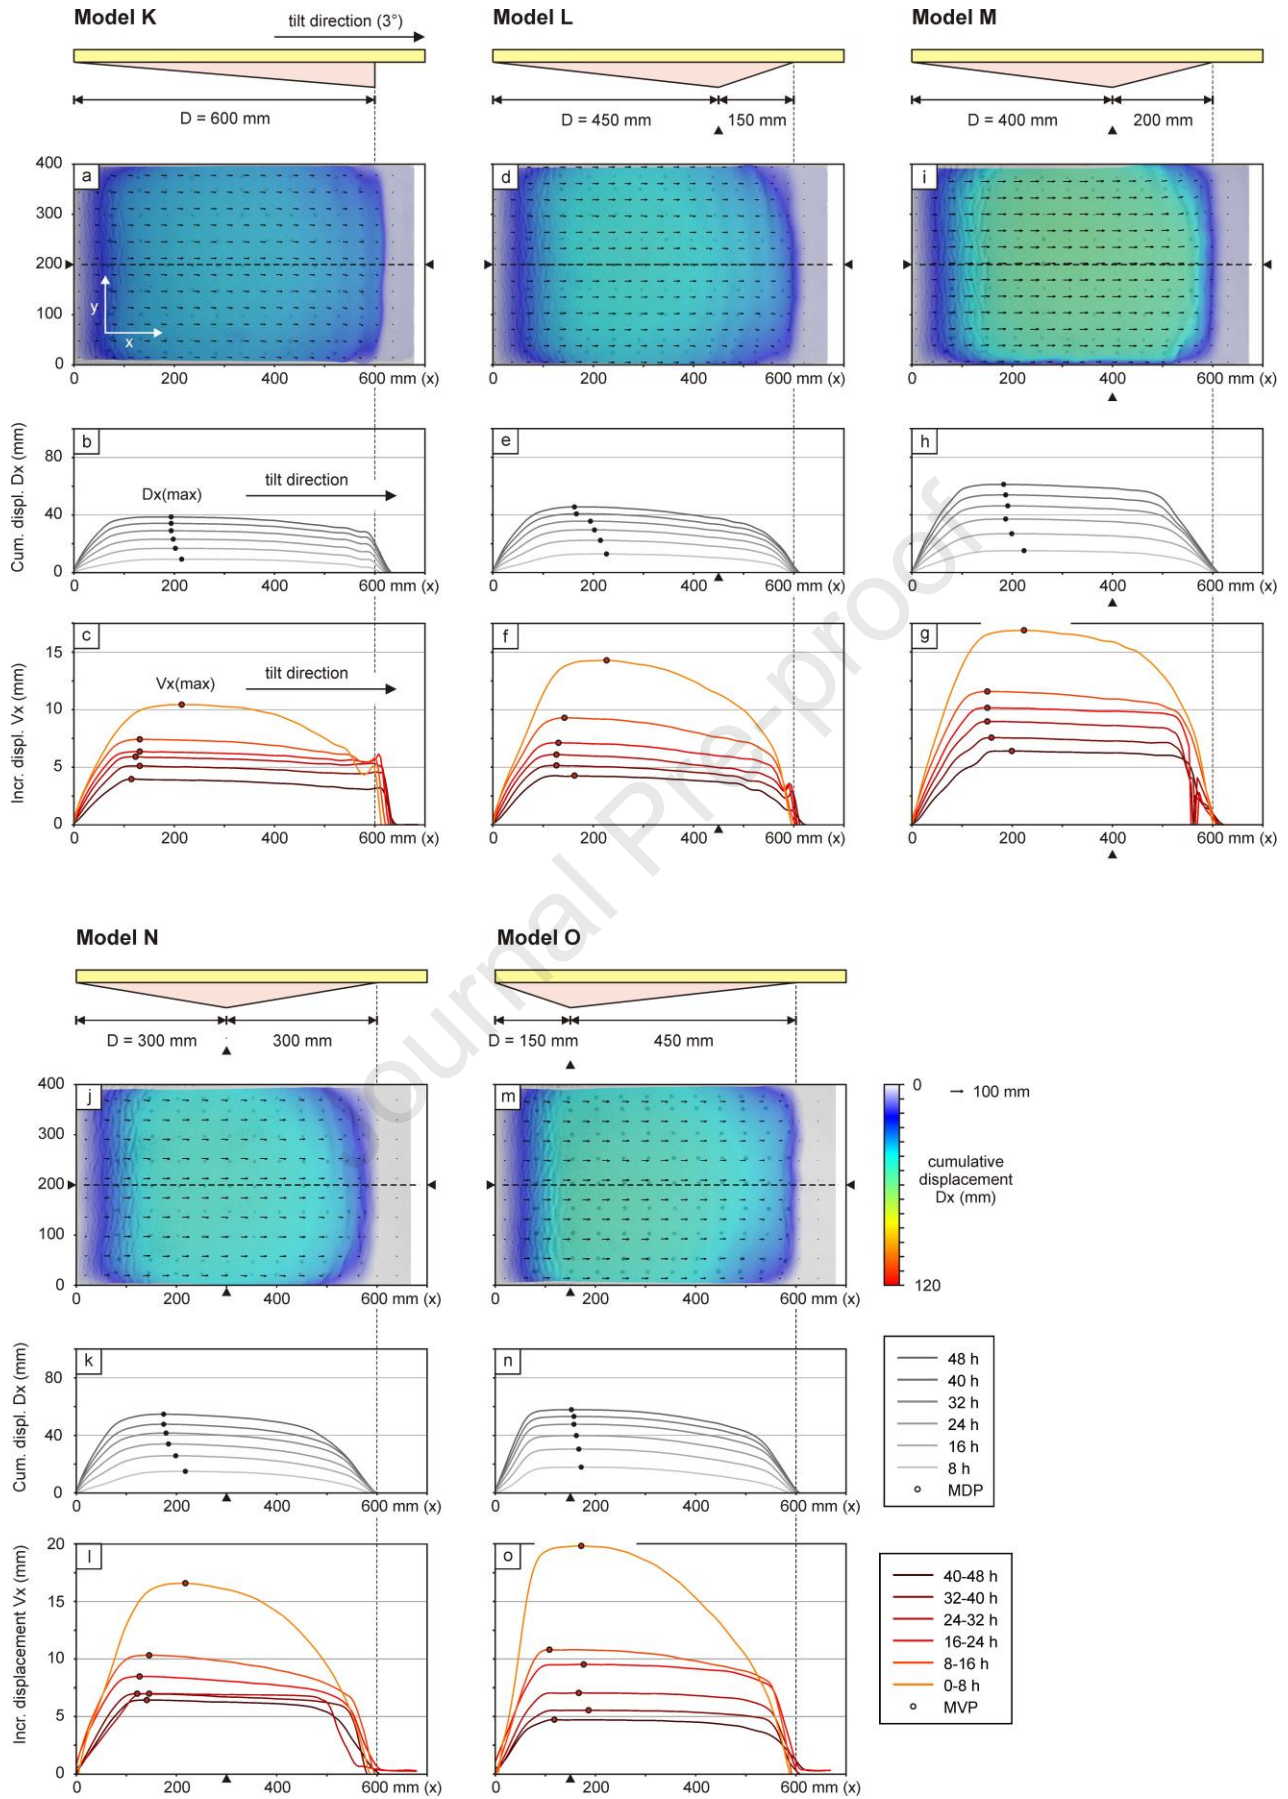 Model K
tilt direction (3°)
D = 600 mm
Model L
D = 450 mm
150 mm
Model M
D = 400 mm
200 mm
400
300
200
100
0
a
y
x
0 200 400 600 mm (x)
d
0 200 400 600 mm (x)
i
0 200 400 600 mm (x)
Cum. displ. Dx (mm)
80
40
0
b
Dx(max)
tilt direction
0 200 400 600 mm (x)
e
0 200 400 600 mm (x)
h
0 200 400 600 mm (x)
Incr. displ. Vx (mm)
15
10
5
0
c
Vx(max)
tilt direction
0 200 400 600 mm (x)
f
0 200 400 600 mm (x)
g
0 200 400 600 mm (x)
Journal Pre-proof
Model N
D = 300 mm
300 mm
Model O
D = 150 mm
450 mm
400
300
200
100
0
j
0 200 400 600 mm (x)
m
0 200 400 600 mm (x)
0
120
100 mm
cumulative
displacement
Dx (mm)
Cum. displ. Dx (mm)
80
40
0
k
0 200 400 600 mm (x)
n
0 200 400 600 mm (x)
48 h
40 h
32 h
24 h
16 h
8 h
MDP
Incr. displacement Vx (mm)
20
15
10
5
0
l
0 200 400 600 mm (x)
o
0 200 400 600 mm (x)
40-48 h
32-40 h
24-32 h
16-24 h
8-16 h
0-8 h
MVP